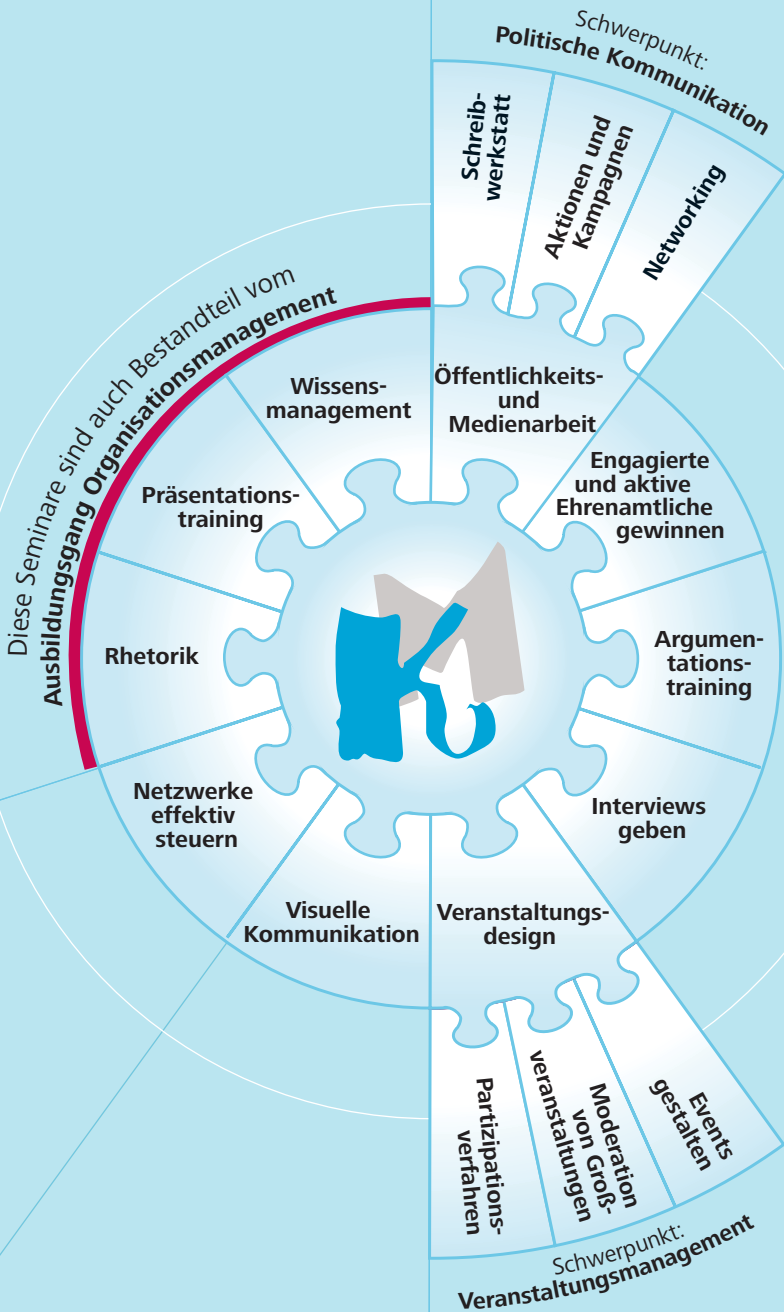 Schwerpunkt:
Politische Kommunikation
Schreib-
werkstatt
Aktionen und
Kampagnen
Networking
Diese Seminare sind auch Bestandteil vom
Ausbildungsgang Organisationsmanagement
Wissens-
management
Öffentlichkeits-
und
Medienarbeit
Präsentations-
training
Engagierte
und aktive
Ehrenamtliche
gewinnen
Rhetorik
Argumen-
tations-
training
Netzwerke
effektiv
steuern
Interviews
geben
Visuelle
Kommunikation
Veranstaltungs-
design
Partizipations-
verfahren
Moderation
von Groß-
veranstaltungen
Events
gestalten
Schwerpunkt:
Veranstaltungsmanagement